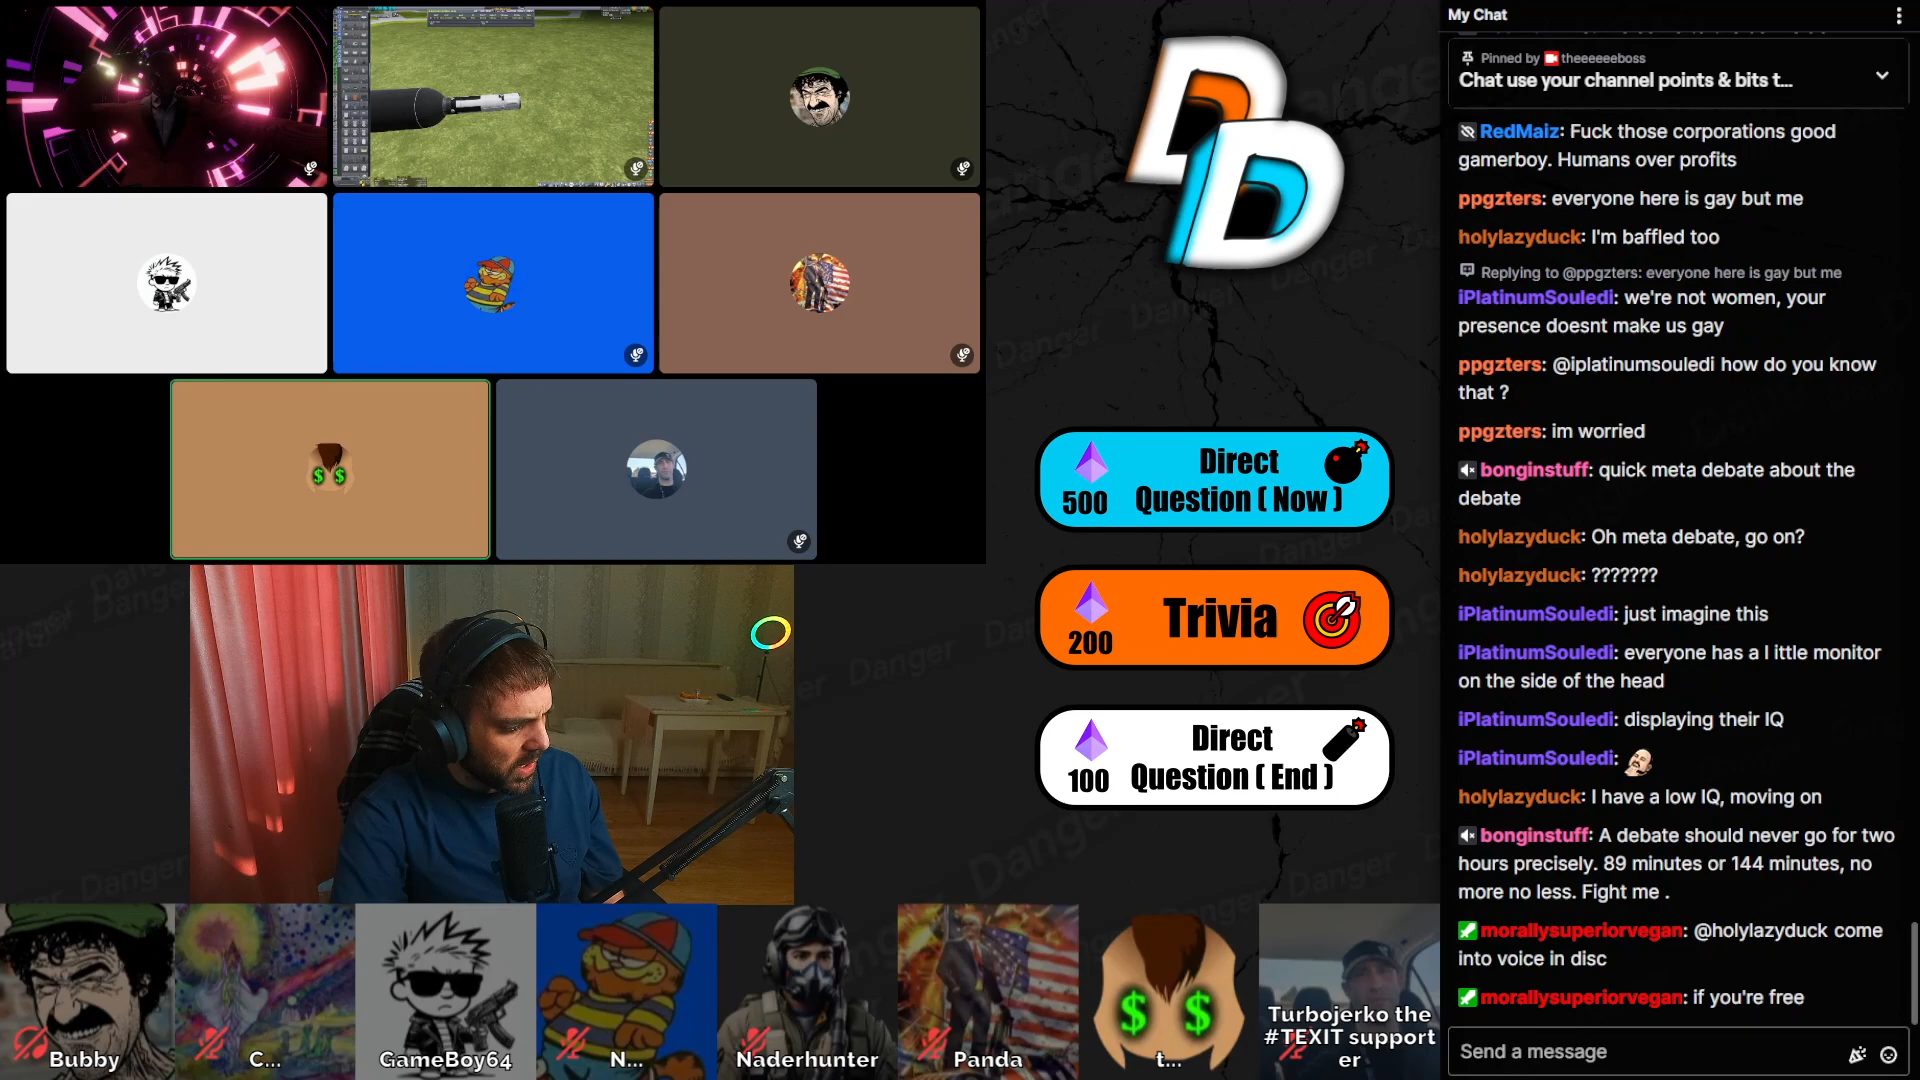 My Chat
Pinned by theeeeeeboss
Chat use your channel points & bits t...
RedMaiz: Fuck those corporations good
gamerboy. Humans over profits
ppgzters: everyone here is gay but me
holylazyduck: I'm baffled too
Replying to @ppgzters: everyone here is gay but me
iPlatinumSouledi: we're not women, your
presence doesnt make us gay
ppgzters: @iplatinumsouledi how do you know
that ?
ppgzters: im worried
bonginstuff: quick meta debate about the
debate
holylazyduck: Oh meta debate, go on?
holylazyduck: ???????
iPlatinumSouledi: just imagine this
iPlatinumSouledi: everyone has a l ittle monitor
on the side of the head
iPlatinumSouledi: displaying their IQ
iPlatinumSouledi:
holylazyduck: I have a low IQ, moving on
bonginstuff: A debate should never go for two
hours precisely. 89 minutes or 144 minutes, no
more no less. Fight me .
morallysuperiorvegan: @holylazyduck come
into voice in disc
morallysuperiorvegan: if you're free
Send a message
DD
500
Direct
Question ( Now )
200
Trivia
100
Direct
Question ( End )
Danger
Bubby
C...
GameBoy64
N...
Naderhunter
Panda
t...
Turbojerko the
#TEXIT support
er